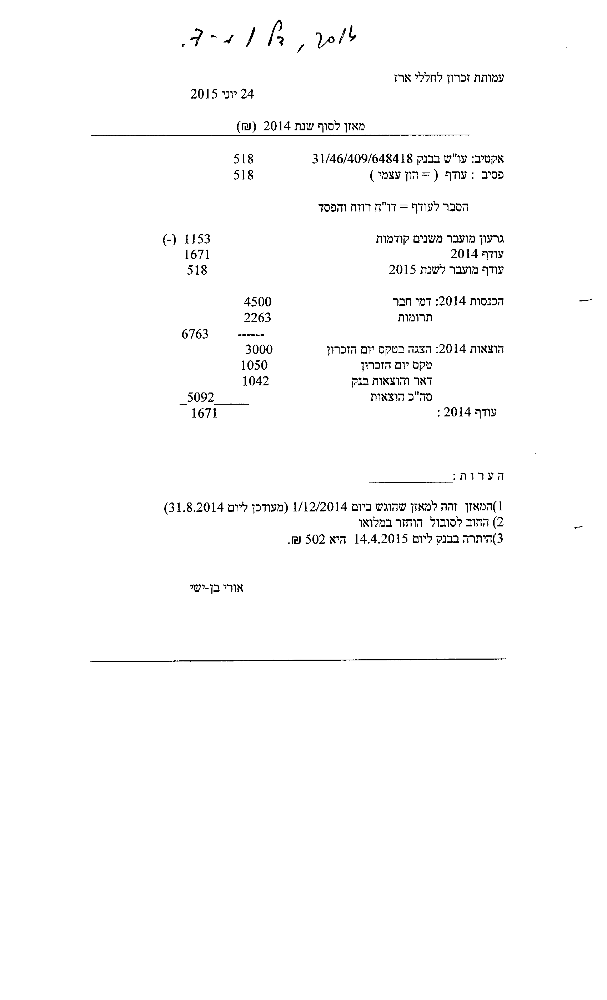 2014
עמותת זכרון לחללי ארז
24 יוני 2015
מאזן לסוף שנת 2014 (₪)
אקטיב: עו"ש בבנק 31/46/409/648418 518
פסיב : עודף ( = הון עצמי ) 518
הסבר לעודף = דו"ח רווח והפסד
גרעון מועבר משנים קודמות 1153 (-)
עודף 2014 1671
עודף מועבר לשנת 2015 518
הכנסות 2014: דמי חבר 4500
תרומות 2263
------ 6763
הוצאות 2014: הצגה בטקס יום הזכרון 3000
טקס יום הזכרון 1050
דאר והוצאות בנק 1042
סה"כ הוצאות _5092______
עודף 2014 : 1671
ה ע ר ו ת :____________
1)המאזן זהה למאזן שהוגש ביום 1/12/2014 (מעודכן ליום 31.8.2014)
2) החוב לסובול הוחזר במלואו
3)היתרה בבנק ליום 14.4.2015 היא 502 ₪.
אורי בן-ישי